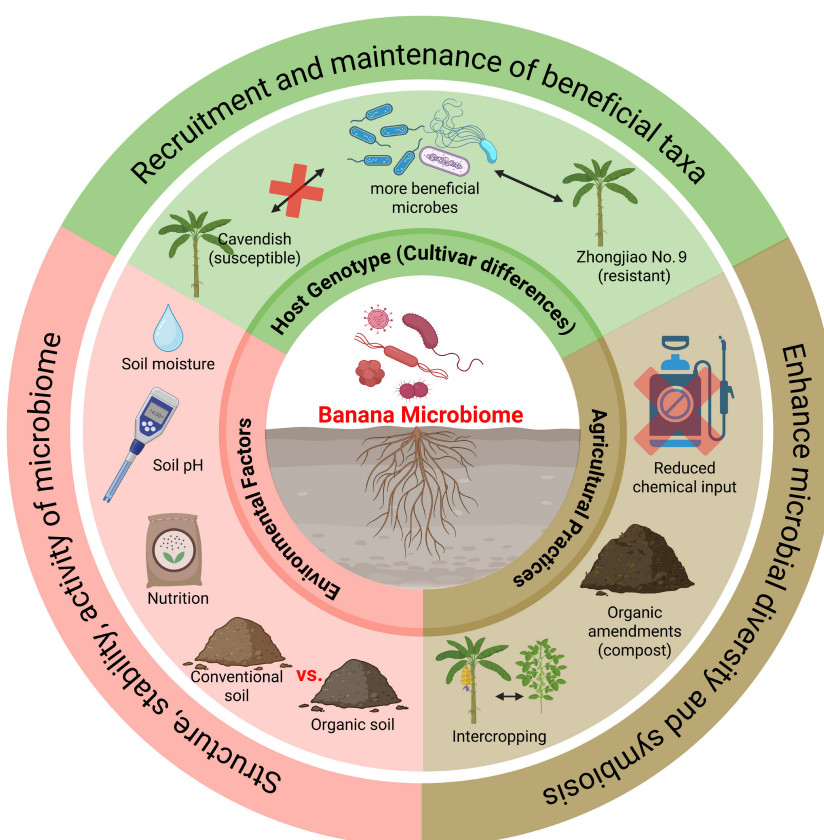 Recruitment and maintenance of beneficial taxa
more beneficial
microbes
Cavendish
(susceptible)
Zhongjiao No. 9
(resistant)
Host Genotype (Cultivar differences)
Soil moisture
Soil pH
Nutrition
Conventional
soil
vs.
Organic soil
Environmental Factors
Structure, stability, activity of microbiome
Banana Microbiome
Agricultural Practices
Reduced
chemical input
Organic
amendments
(compost)
Intercropping
Enhance microbial diversity and symbiosis